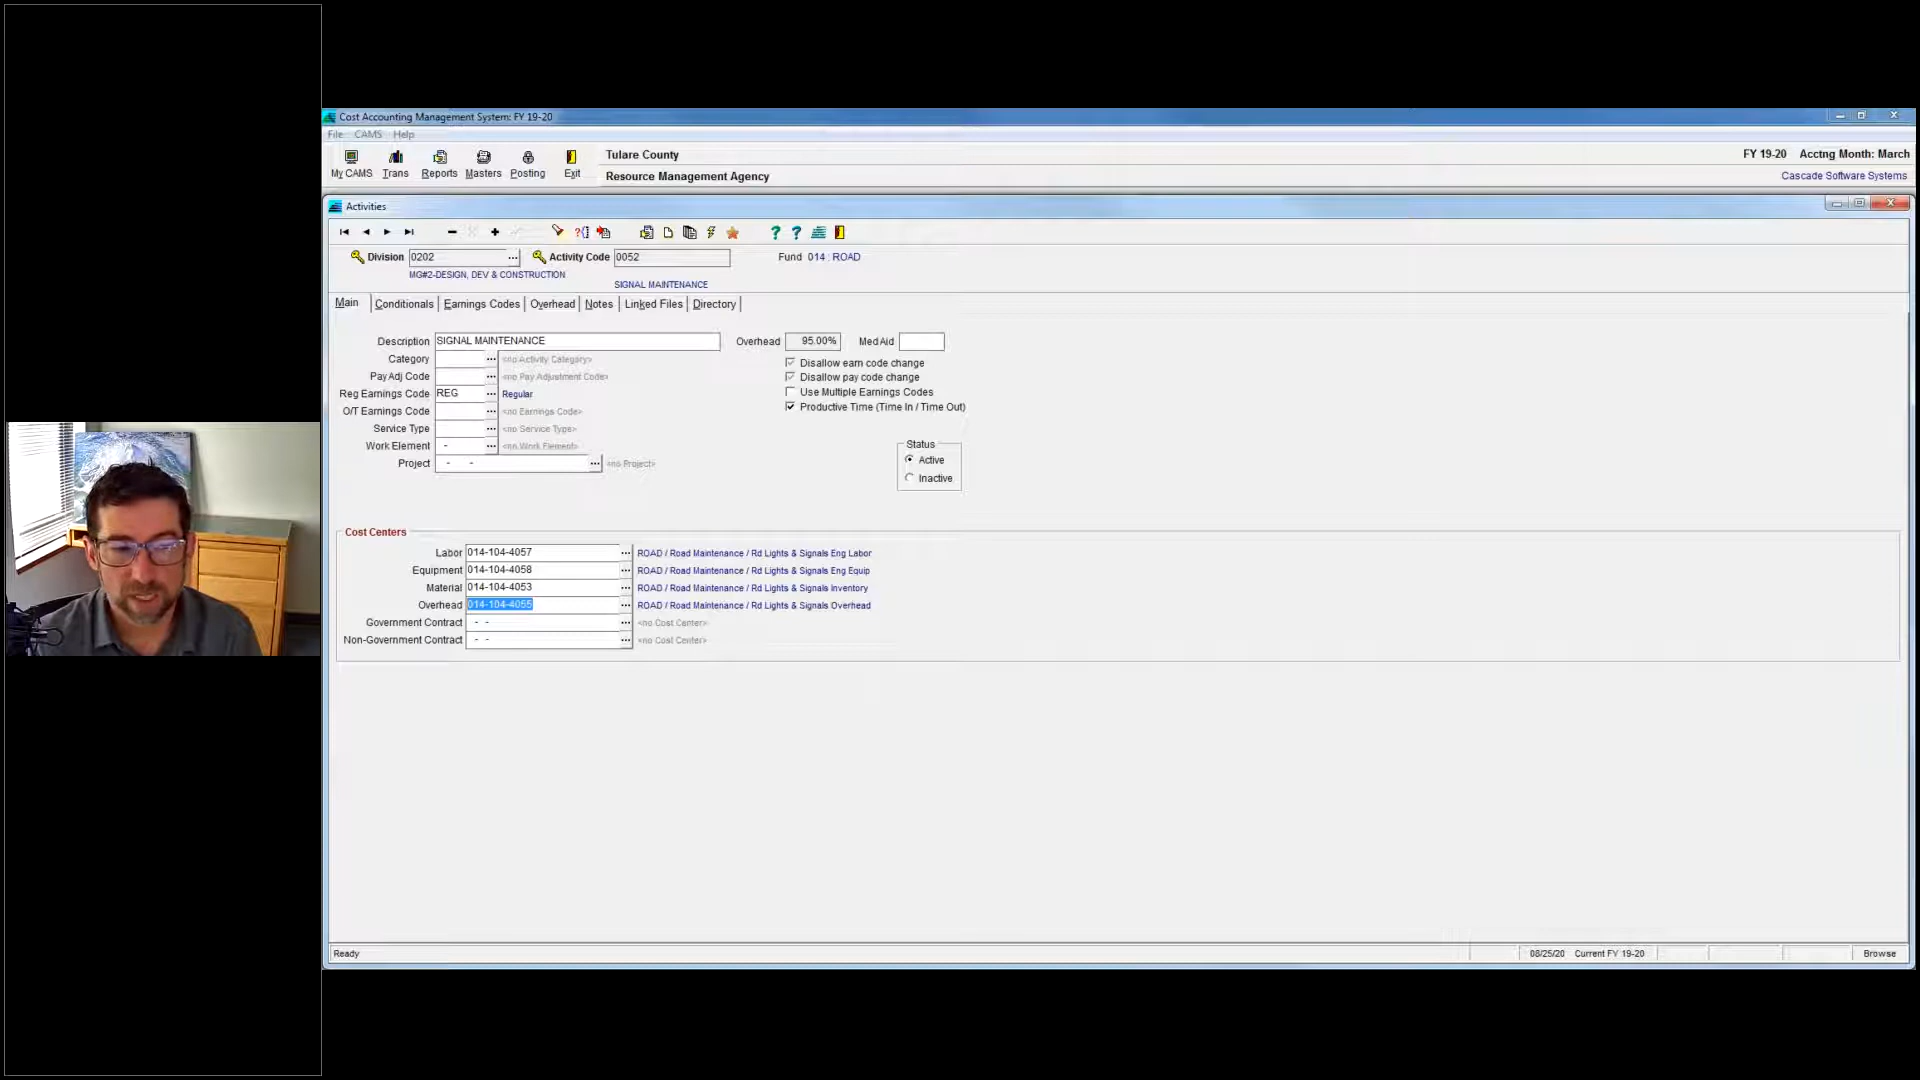 Cost Accounting Management System: FY 19-20
File CAMS Help
My CAMS Trans Reports Masters Posting Exit
Tulare County
Resource Management Agency
FY 19-20 Acctng Month: March
Cascade Software Systems
Activities
Division 0202 ... Activity Code 0052 Fund 014 : ROAD
MG#2-DESIGN, DEV & CONSTRUCTION
SIGNAL MAINTENANCE
Main Conditionals Earnings Codes Overhead Notes Linked Files Directory
Description SIGNAL MAINTENANCE Overhead 95.00% Med Aid
Category ... <no Activity Category>
Pay Adj Code ... <no Pay Adjustment Code>
Reg Earnings Code REG ... Regular
O/T Earnings Code ... <no Earnings Code>
Service Type ... <no Service Type>
Work Element - ... <no Work Element>
Project - - ... <no Project>
Disallow earn code change
Disallow pay code change
Use Multiple Earnings Codes
Productive Time (Time In / Time Out)
Status
Active
Inactive
Cost Centers
Labor 014-104-4057 ... ROAD / Road Maintenance / Rd Lights & Signals Eng Labor
Equipment 014-104-4058 ... ROAD / Road Maintenance / Rd Lights & Signals Eng Equip
Material 014-104-4053 ... ROAD / Road Maintenance / Rd Lights & Signals Inventory
Overhead 014-104-4055 ... ROAD / Road Maintenance / Rd Lights & Signals Overhead
Government Contract - - ... <no Cost Center>
Non-Government Contract - - ... <no Cost Center>
Ready
08/25/20 Current FY 19-20
Browse